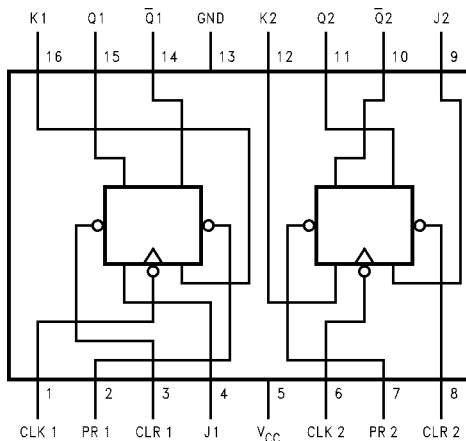 K1 Q1 Q̅1 GND K2 Q2 Q̅2 J2
16 15 14 13 12 11 10 9
1 2 3 4 5 6 7 8
CLK 1 PR 1 CLR 1 J1 VCC CLK 2 PR 2 CLR 2